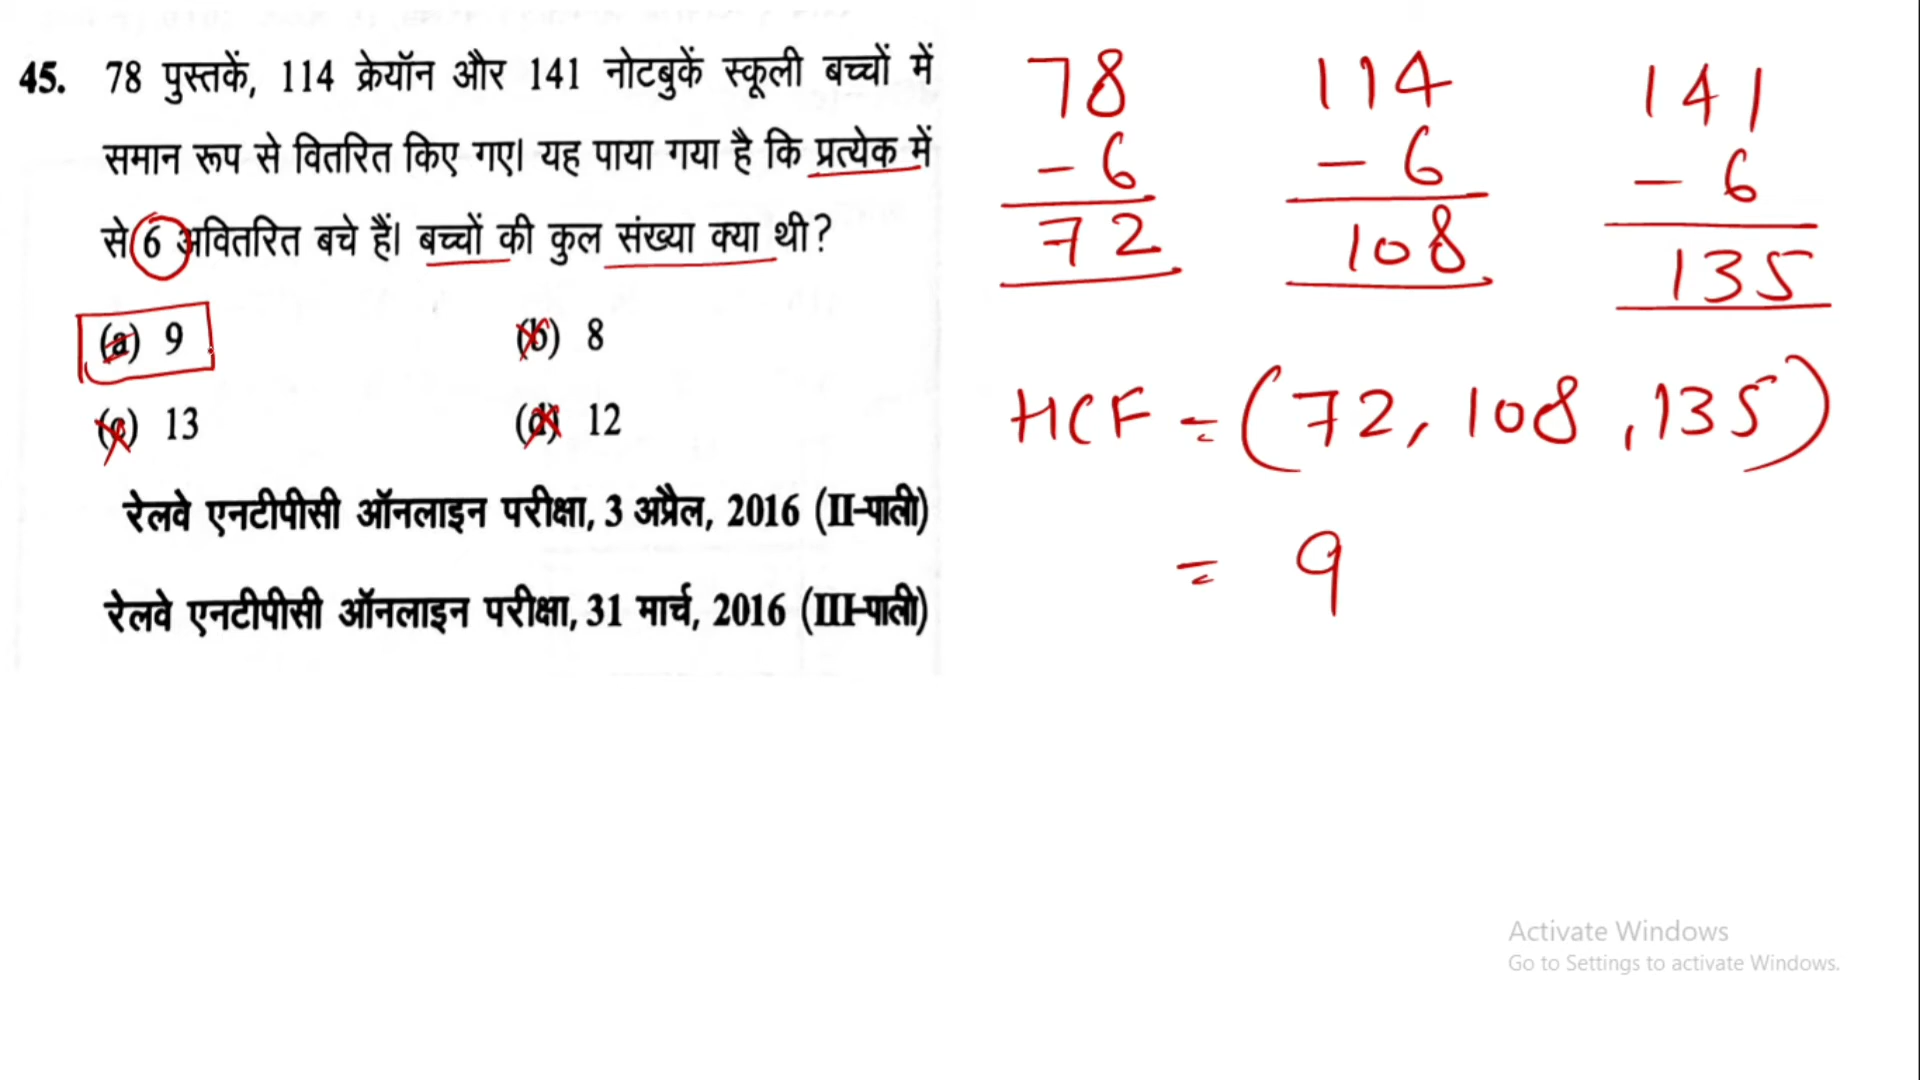 45. 78 पुस्तकें, 114 क्रेयॉन और 141 नोटबुकें स्कूली बच्चों में
समान रूप से वितरित किए गए। यह पाया गया है कि प्रत्येक में
से 6 अवितरित बचे हैं। बच्चों की कुल संख्या क्या थी?
(a) 9 (b) 8
(c) 13 (d) 12
रेलवे एनटीपीसी ऑनलाइन परीक्षा, 3 अप्रैल, 2016 (II-पाली)
रेलवे एनटीपीसी ऑनलाइन परीक्षा, 31 मार्च, 2016 (III-पाली)
78 114 141
- 6 - 6 - 6
72 108 135
HCF = (72, 108, 135)
= 9
Activate Windows
Go to Settings to activate Windows.